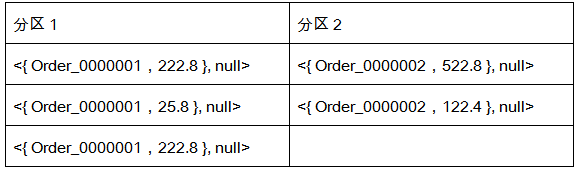 分区 1 分区 2
<{ Order_0000001，222.8 }, null> <{ Order_0000002，522.8 }, null>
<{ Order_0000001，25.8 }, null> <{ Order_0000002，122.4 }, null>
<{ Order_0000001，222.8 }, null>